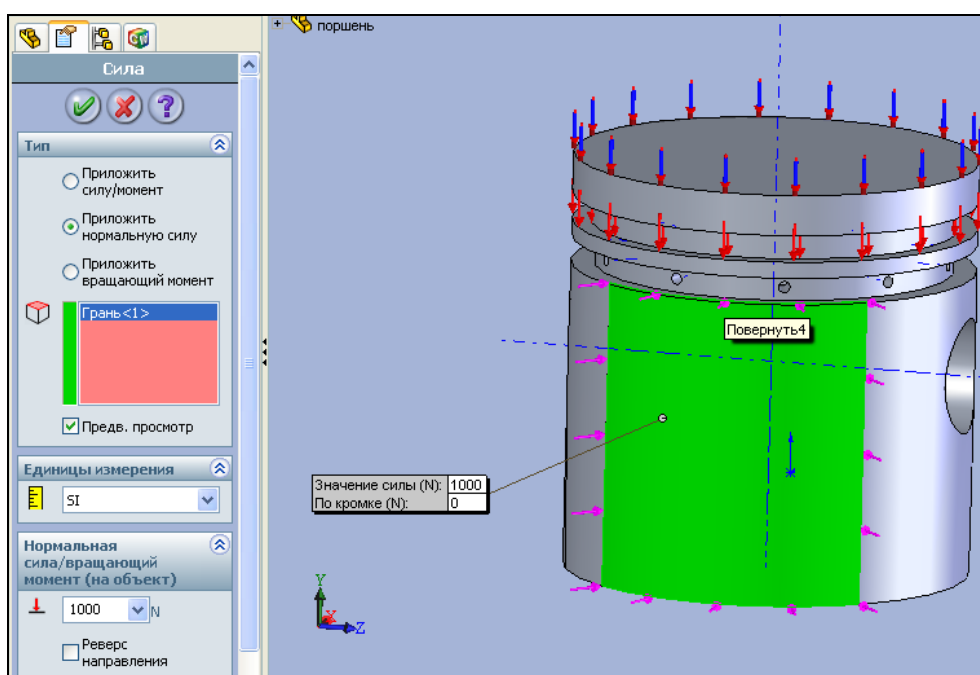 поршень
Сила
Тип
Приложить
силу/момент
Приложить
нормальную силу
Приложить
вращающий момент
Грань<1>
Предв. просмотр
Единицы измерения
SI
Нормальная
сила/вращающий
момент (на объект)
1000 N
Реверс
направления
Повернуть4
Значение силы (N): 1000
По кромке (N): 0
Y
X
Z